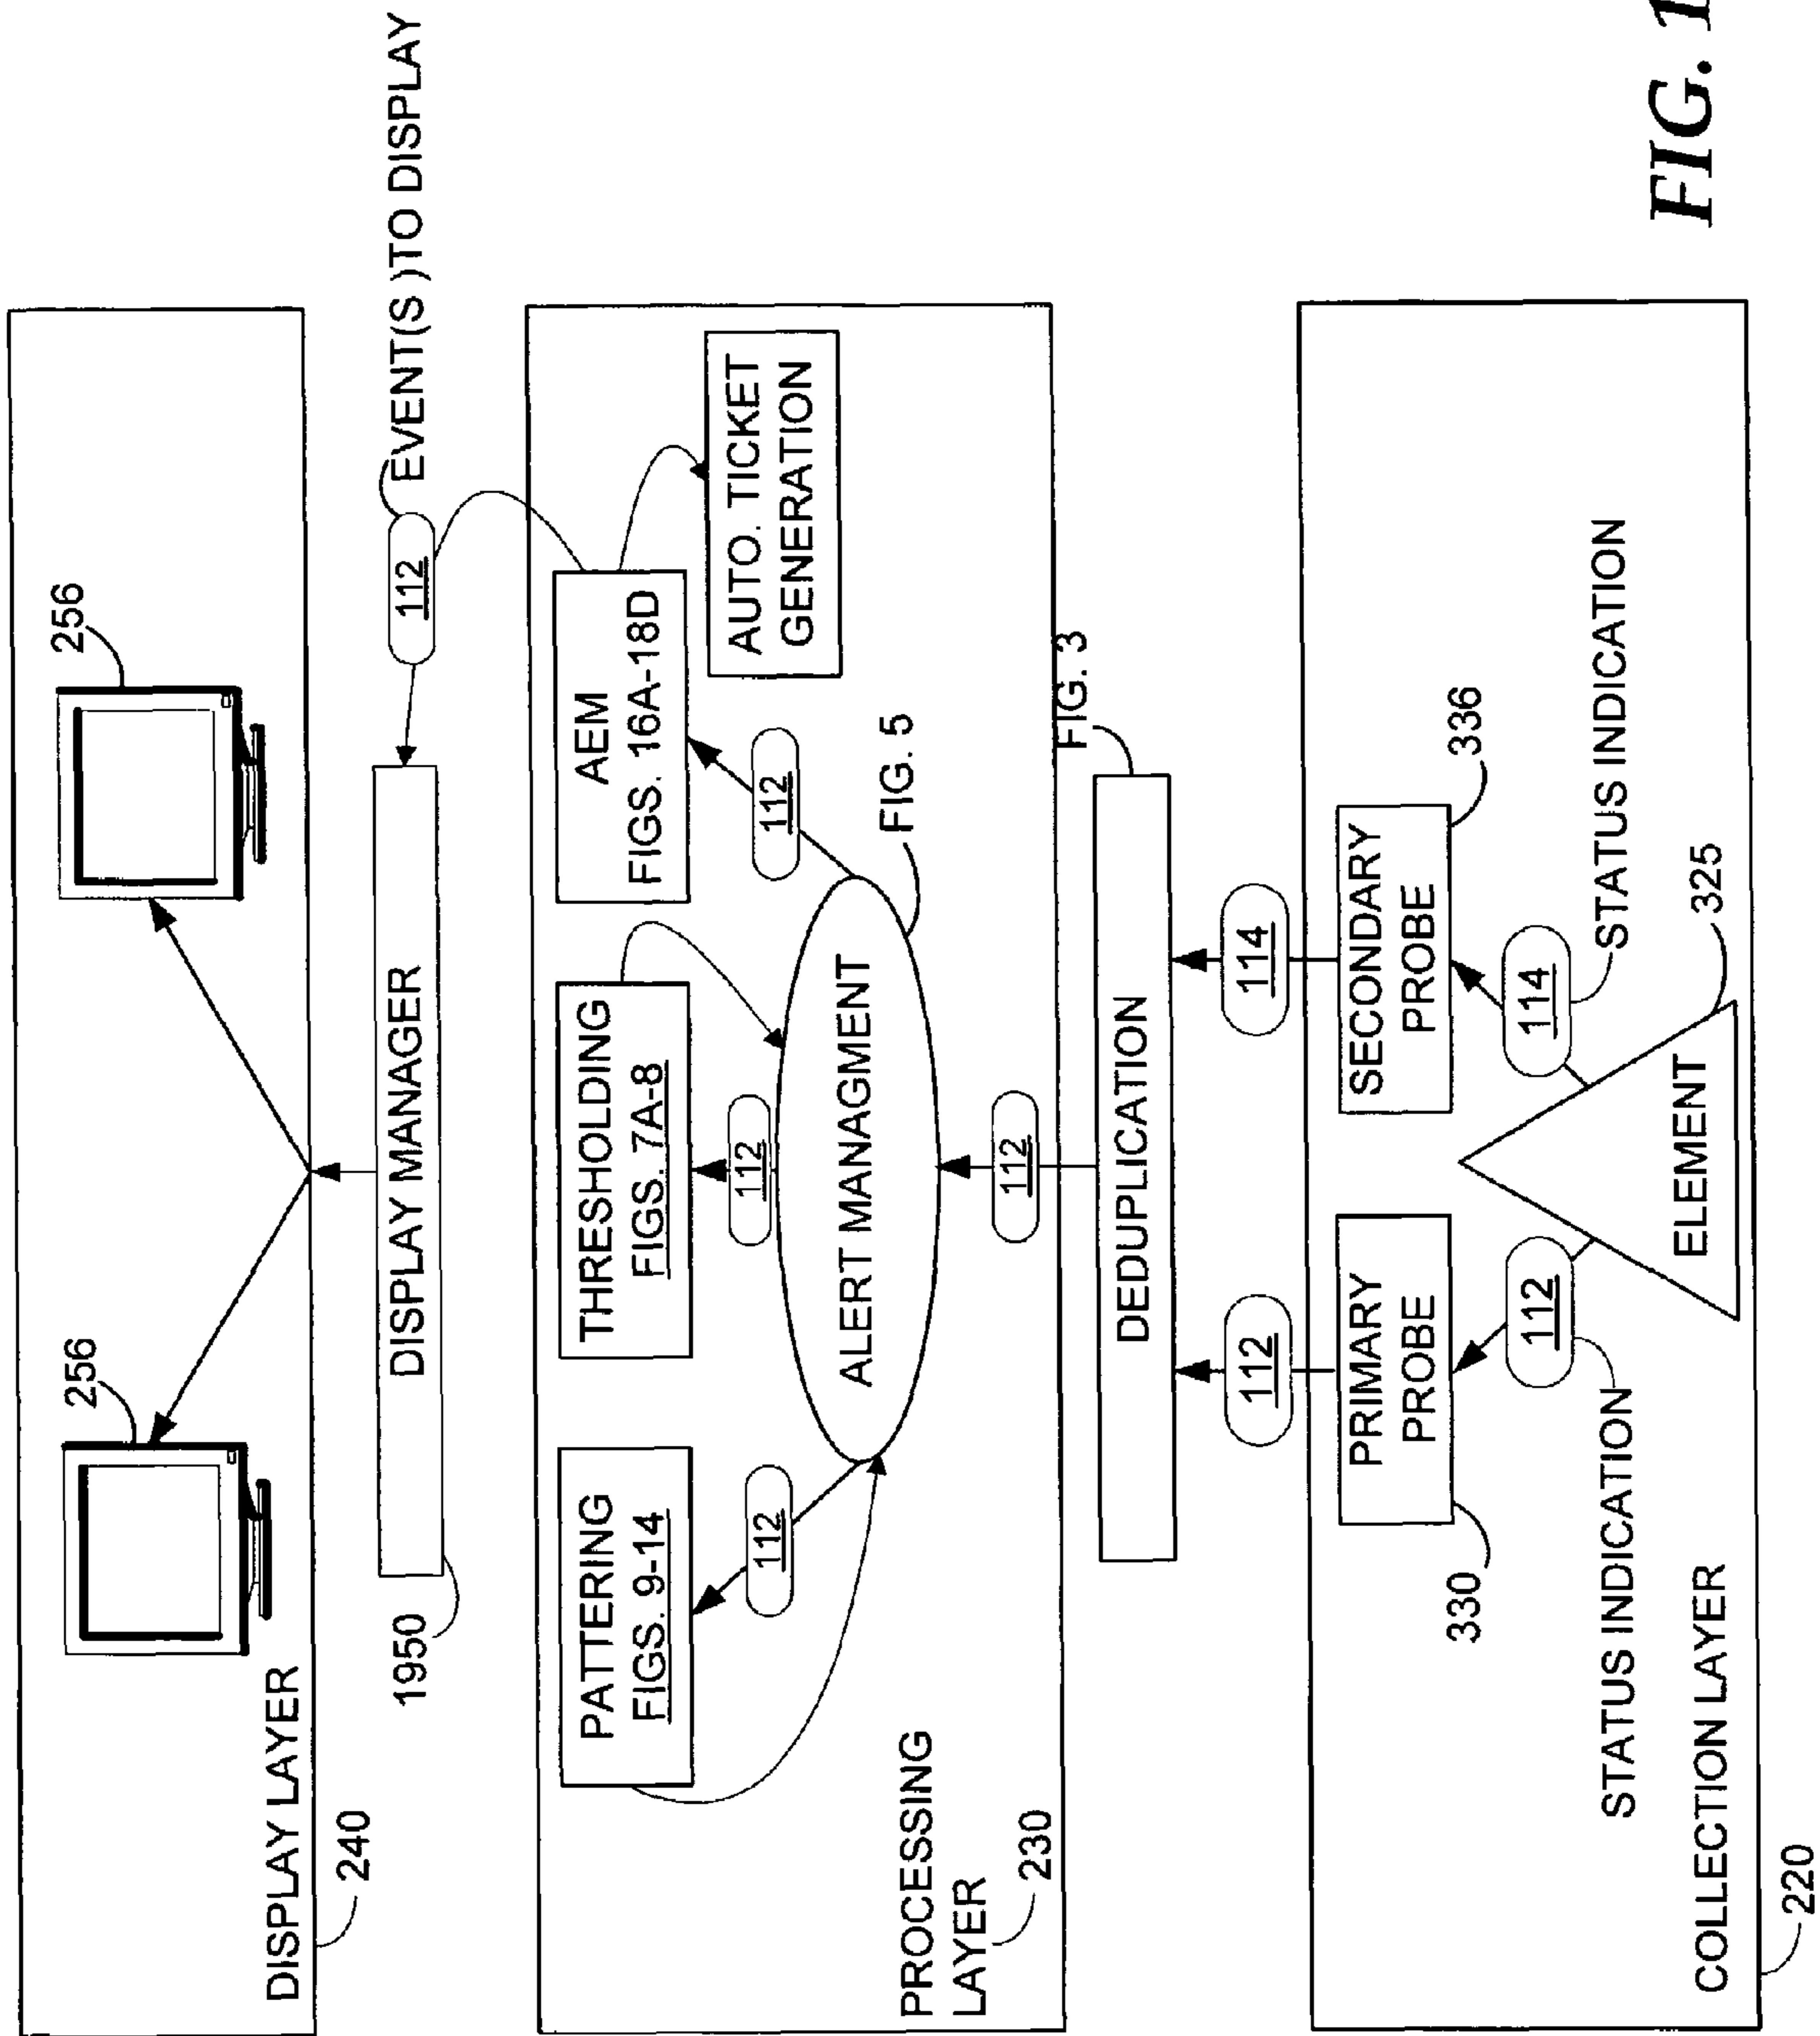 DISPLAY LAYER
240
256
256
DISPLAY MANAGER
1950
112
EVENT(S )TO DISPLAY
PROCESSING
LAYER
230
PATTERING
FIGS. 9-14
THRESHOLDING
FIGS. 7A-8
AEM
FIGS. 16A-18D
AUTO. TICKET
GENERATION
112
112
112
ALERT MANAGMENT
FIG. 5
112
DEDUPLICATION
FIG. 3
112
114
PRIMARY
PROBE
330
SECONDARY
PROBE
336
112
114
STATUS INDICATION
STATUS INDICATION
ELEMENT
325
COLLECTION LAYER
220
FIG. 1